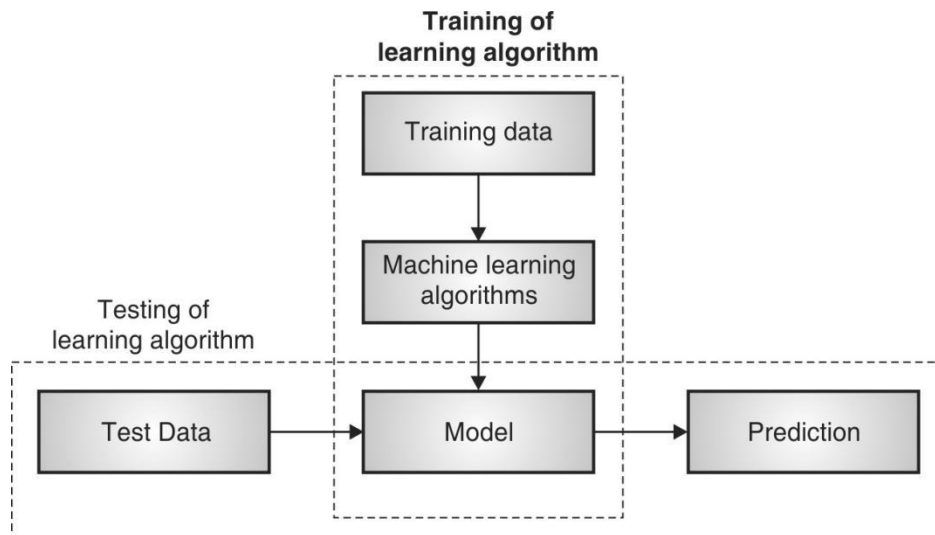 Training of
learning algorithm
Training data
Machine learning
algorithms
Testing of
learning algorithm
Test Data
Model
Prediction